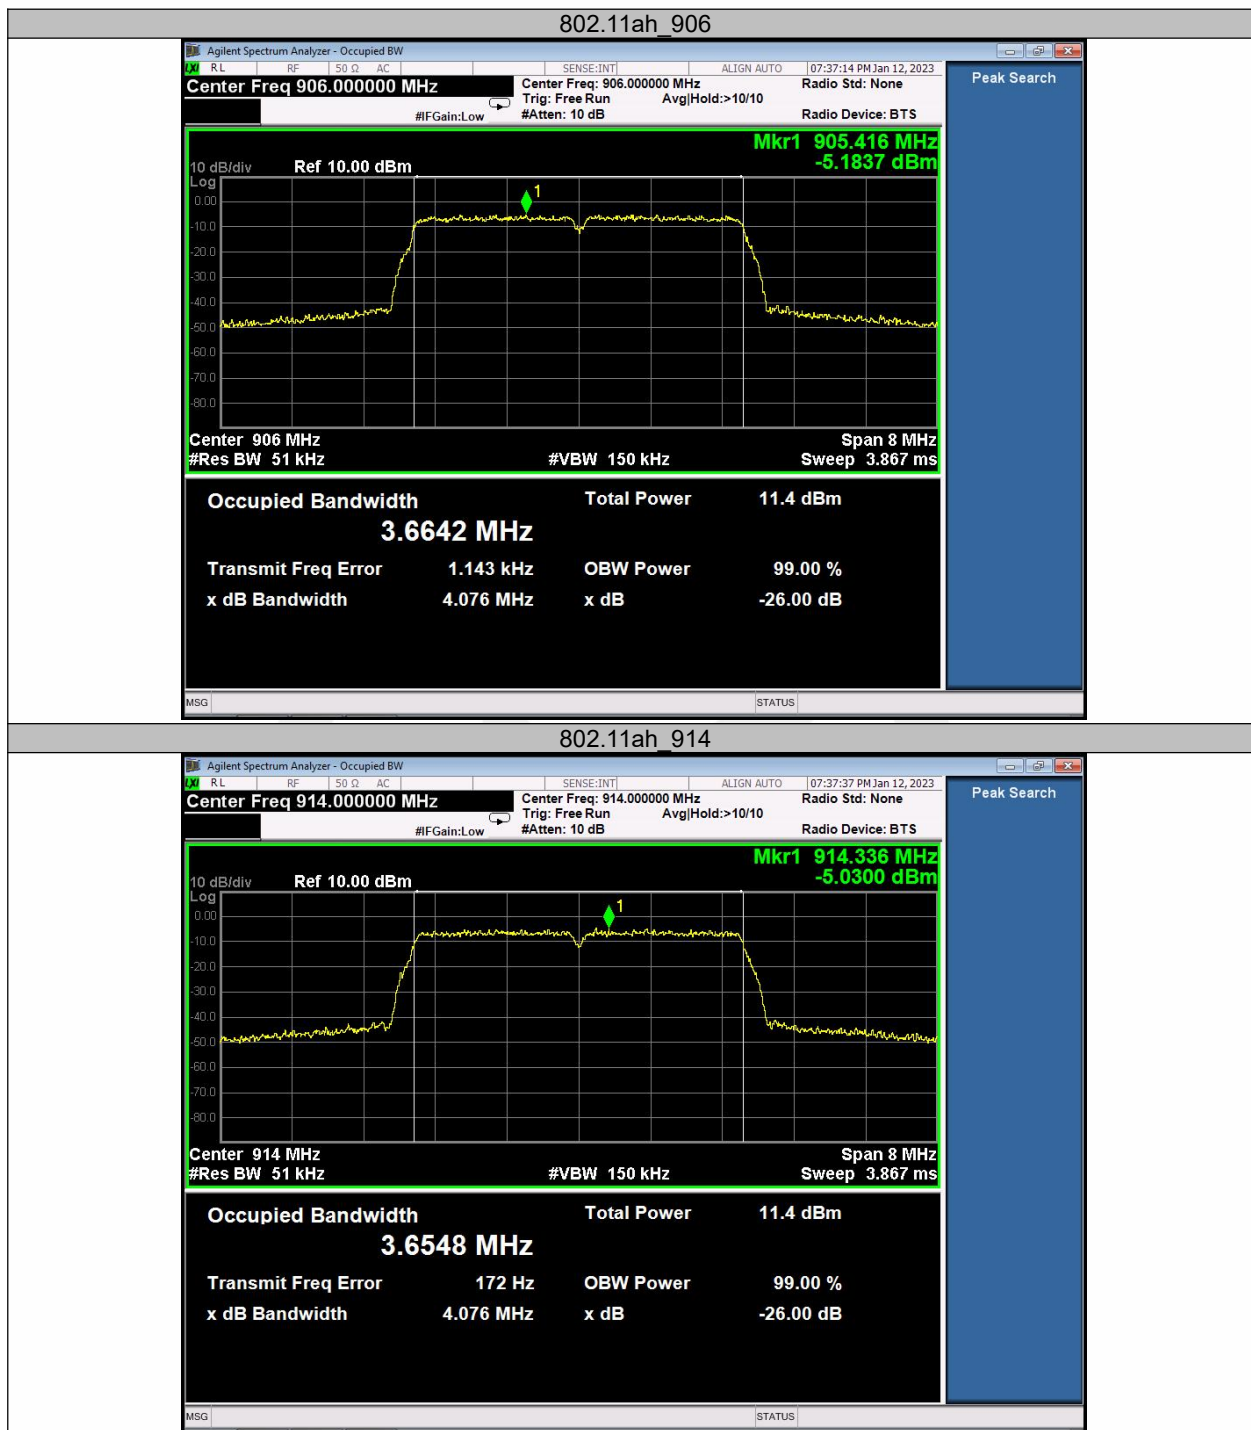 802.11ah_906
Agilent Spectrum Analyzer - Occupied BW
LXI RL RF 50 Ω AC SENSE:INT ALIGN AUTO 07:37:14 PM Jan 12, 2023
Center Freq 906.000000 MHz Center Freq: 906.000000 MHz Radio Std: None Peak Search
Trig: Free Run Avg|Hold:>10/10
#IFGain:Low #Atten: 10 dB Radio Device: BTS
Mkr1 905.416 MHz
10 dB/div Ref 10.00 dBm -5.1837 dBm
Log
1
0.00
-10.0
-20.0
-30.0
-40.0
-50.0
-60.0
-70.0
-80.0
Center 906 MHz Span 8 MHz
#Res BW 51 kHz #VBW 150 kHz Sweep 3.867 ms
Occupied Bandwidth Total Power 11.4 dBm
3.6642 MHz
Transmit Freq Error 1.143 kHz OBW Power 99.00 %
x dB Bandwidth 4.076 MHz x dB -26.00 dB
MSG STATUS
802.11ah_914
Agilent Spectrum Analyzer - Occupied BW
LXI RL RF 50 Ω AC SENSE:INT ALIGN AUTO 07:37:37 PM Jan 12, 2023
Center Freq 914.000000 MHz Center Freq: 914.000000 MHz Radio Std: None Peak Search
Trig: Free Run Avg|Hold:>10/10
#IFGain:Low #Atten: 10 dB Radio Device: BTS
Mkr1 914.336 MHz
10 dB/div Ref 10.00 dBm -5.0300 dBm
Log
1
0.00
-10.0
-20.0
-30.0
-40.0
-50.0
-60.0
-70.0
-80.0
Center 914 MHz Span 8 MHz
#Res BW 51 kHz #VBW 150 kHz Sweep 3.867 ms
Occupied Bandwidth Total Power 11.4 dBm
3.6548 MHz
Transmit Freq Error 172 Hz OBW Power 99.00 %
x dB Bandwidth 4.076 MHz x dB -26.00 dB
MSG STATUS